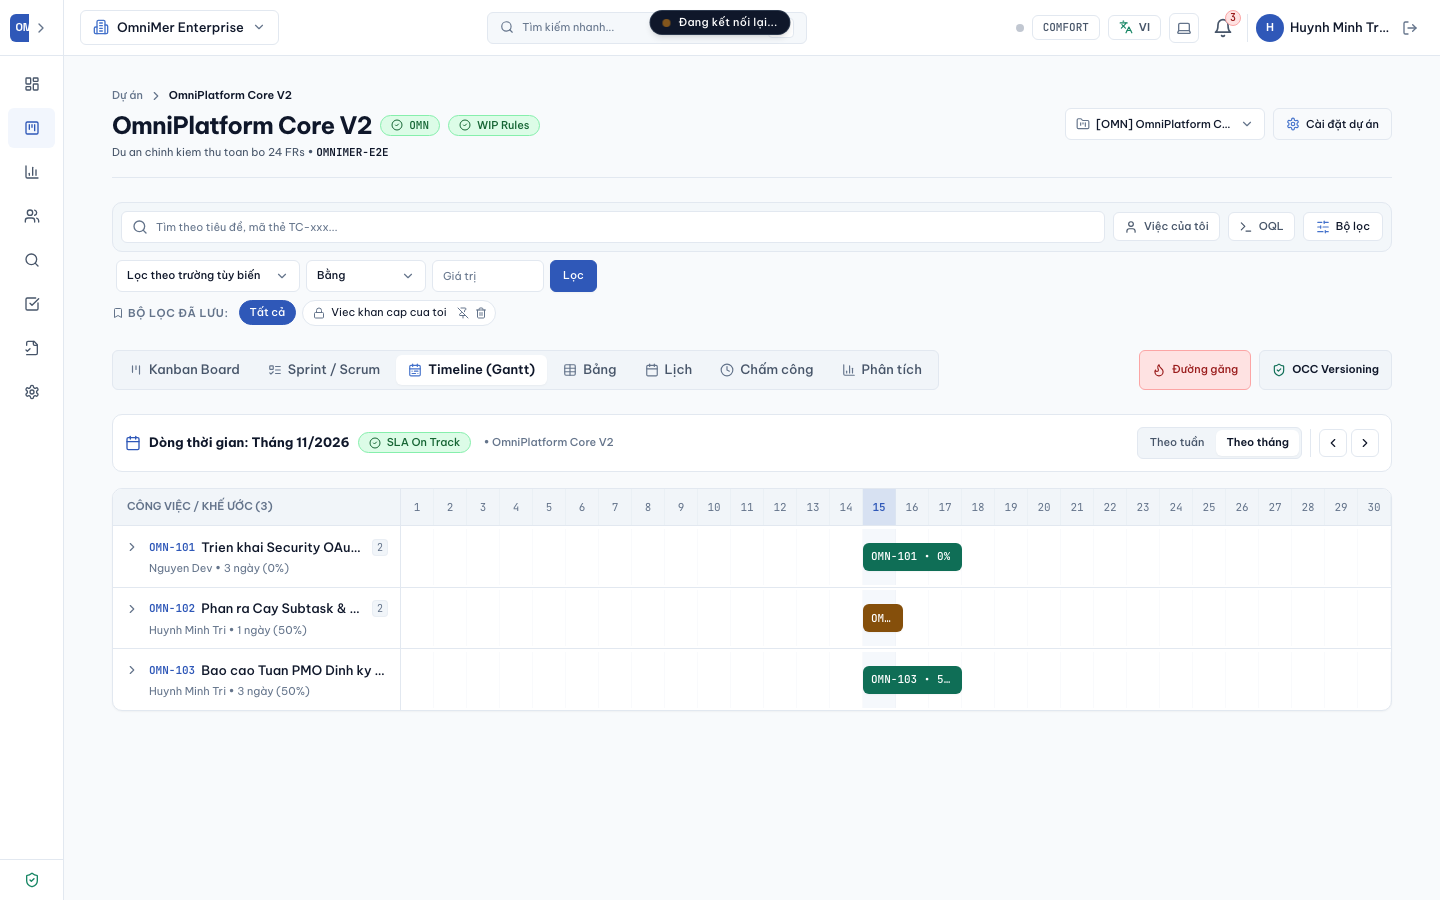 OmniMer Enterprise
Tìm kiếm nhanh...
Đang kết nối lại...
COMFORT
VI
3
H
Huynh Minh Tr...
Dự án > OmniPlatform Core V2
OmniPlatform Core V2
OMN
WIP Rules
[OMN] OmniPlatform C...
Cài đặt dự án
Du an chinh kiem thu toan bo 24 FRs • OMNIMER-E2E
Tìm theo tiêu đề, mã thẻ TC-xxx...
Việc của tôi
OQL
Bộ lọc
Lọc theo trường tùy biến
Bằng
Giá trị
Lọc
BỘ LỌC ĐÃ LƯU:
Tất cả
Viec khan cap cua toi
Kanban Board
Sprint / Scrum
Timeline (Gantt)
Bảng
Lịch
Chấm công
Phân tích
Đường găng
OCC Versioning
Dòng thời gian: Tháng 11/2026
SLA On Track
• OmniPlatform Core V2
Theo tuần
Theo tháng
CÔNG VIỆC / KHẾ ƯỚC (3)
1 2 3 4 5 6 7 8 9 10 11 12 13 14 15 16 17 18 19 20 21 22 23 24 25 26 27 28 29 30
OMN-101 Trien khai Security OAu... 2
Nguyen Dev • 3 ngày (0%)
OMN-101 • 0%
OMN-102 Phan ra Cay Subtask & ... 2
Huynh Minh Tri • 1 ngày (50%)
OM...
OMN-103 Bao cao Tuan PMO Dinh ky ...
Huynh Minh Tri • 3 ngày (50%)
OMN-103 • 5...